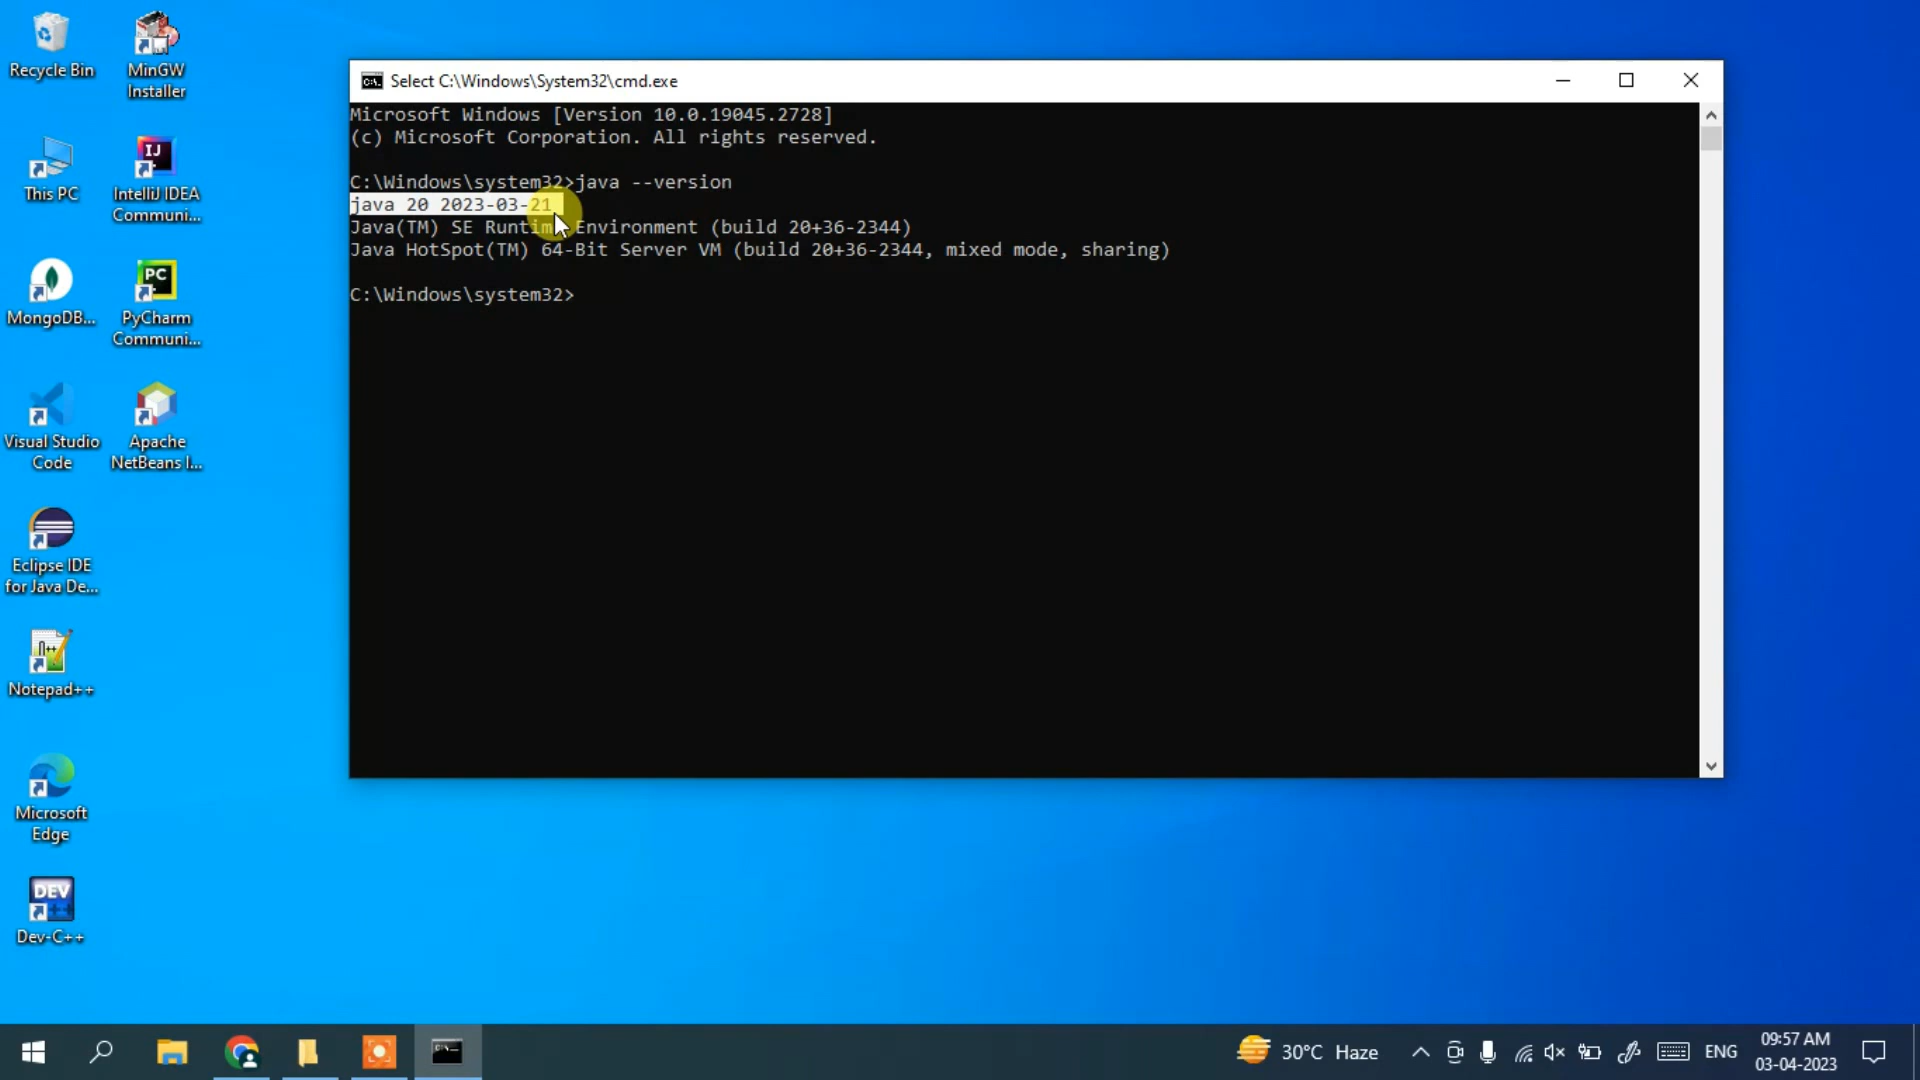 Recycle Bin
MinGW
Installer
This PC
IntelliJ IDEA
Communi...
MongoDB...
PyCharm
Communi...
Visual Studio
Code
Apache
NetBeans I...
Eclipse IDE
for Java De...
Notepad++
Microsoft
Edge
DEV
Dev-C++
Select C:\Windows\System32\cmd.exe
Microsoft Windows [Version 10.0.19045.2728]
(c) Microsoft Corporation. All rights reserved.
C:\Windows\system32>java --version
java 20 2023-03-21
Java(TM) SE Runtime Environment (build 20+36-2344)
Java HotSpot(TM) 64-Bit Server VM (build 20+36-2344, mixed mode, sharing)
C:\Windows\system32>
30°C Haze
ENG
09:57 AM
03-04-2023